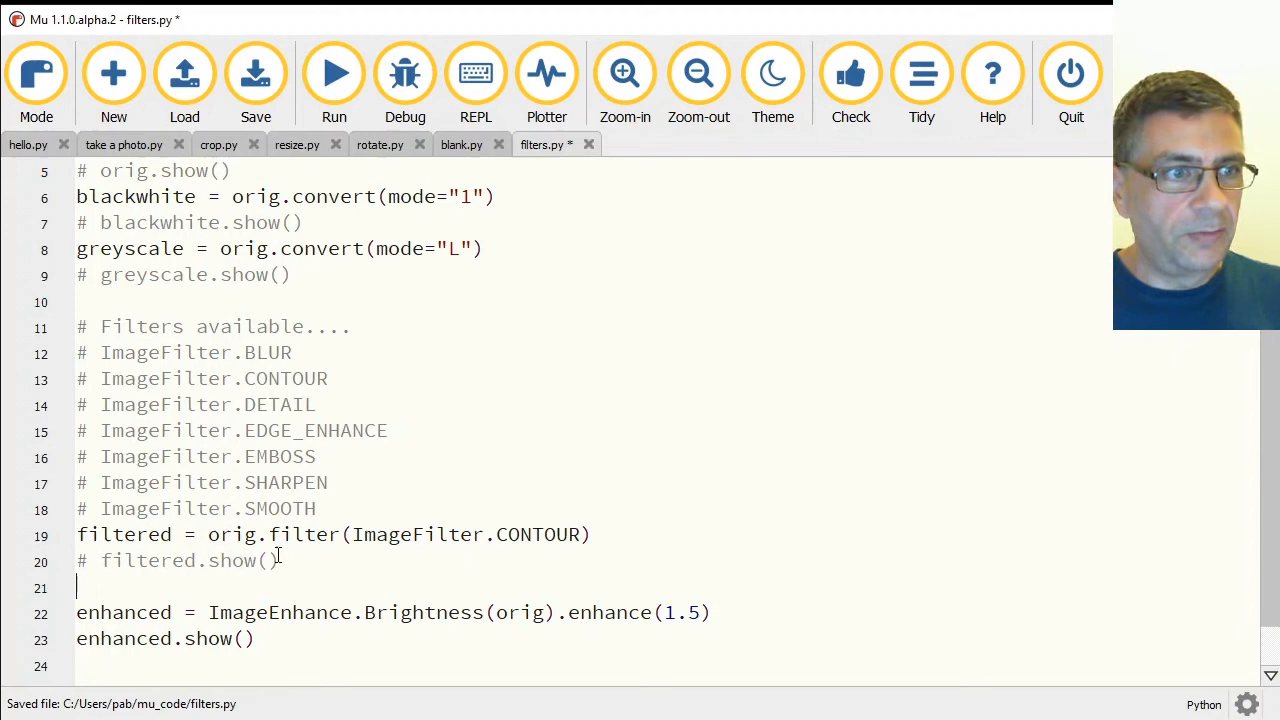 Mu 1.1.0.alpha.2 - filters.py *
Mode New Load Save Run Debug REPL Plotter Zoom-in Zoom-out Theme Check Tidy Help Quit
hello.py take a photo.py crop.py resize.py rotate.py blank.py filters.py *
5 # orig.show()
6 blackwhite = orig.convert(mode="1")
7 # blackwhite.show()
8 greyscale = orig.convert(mode="L")
9 # greyscale.show()
10
11 # Filters available....
12 # ImageFilter.BLUR
13 # ImageFilter.CONTOUR
14 # ImageFilter.DETAIL
15 # ImageFilter.EDGE_ENHANCE
16 # ImageFilter.EMBOSS
17 # ImageFilter.SHARPEN
18 # ImageFilter.SMOOTH
19 filtered = orig.filter(ImageFilter.CONTOUR)
20 # filtered.show()
21
22 enhanced = ImageEnhance.Brightness(orig).enhance(1.5)
23 enhanced.show()
24
Saved file: C:/Users/pab/mu_code/filters.py Python